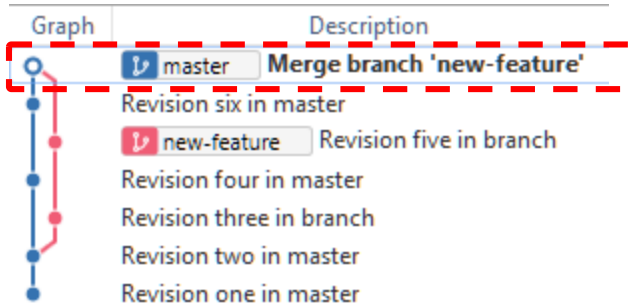 Graph Description
master Merge branch 'new-feature'
Revision six in master
new-feature Revision five in branch
Revision four in master
Revision three in branch
Revision two in master
Revision one in master